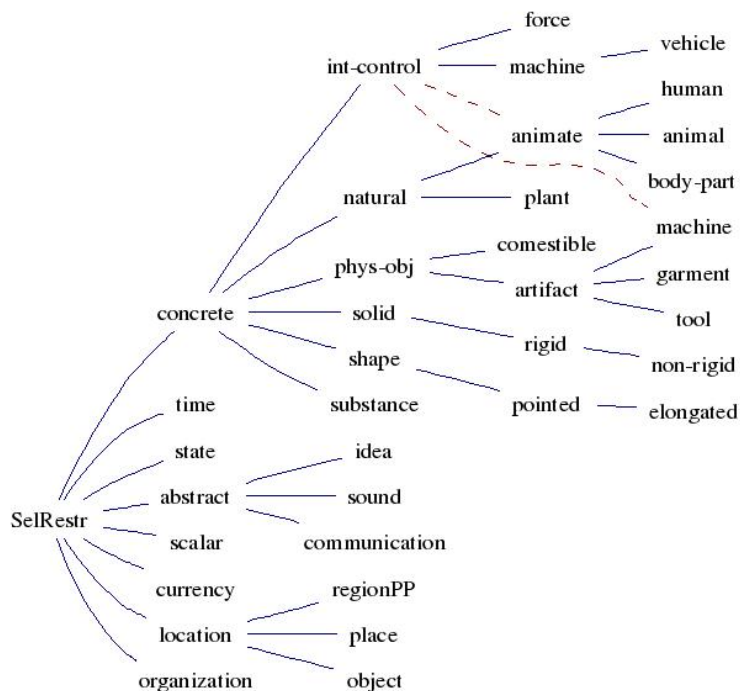 force
vehicle
int-control
machine
human
animate
animal
body-part
natural
plant
machine
comestible
phys-obj
garment
artifact
concrete
solid
tool
rigid
shape
non-rigid
time
substance
pointed
elongated
state
idea
abstract
sound
SelRestr
scalar
communication
currency
regionPP
location
place
organization
object